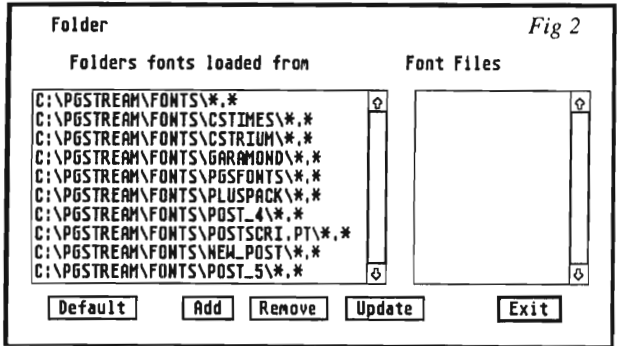 Folder
Fig 2
Folders fonts loaded from
Font Files
C:\PGSTREAM\FONTS\*.*
C:\PGSTREAM\FONTS\CSTIMES\*.*
C:\PGSTREAM\FONTS\CSTRIUM\*.*
C:\PGSTREAM\FONTS\GARAMOND\*.*
C:\PGSTREAM\FONTS\PGSFONTS\*.*
C:\PGSTREAM\FONTS\PLUSPACK\*.*
C:\PGSTREAM\FONTS\POST_4\*.*
C:\PGSTREAM\FONTS\POSTSCRI.PT\*.*
C:\PGSTREAM\FONTS\NEW_POST\*.*
C:\PGSTREAM\FONTS\POST_5\*.*
Default Add Remove Update Exit